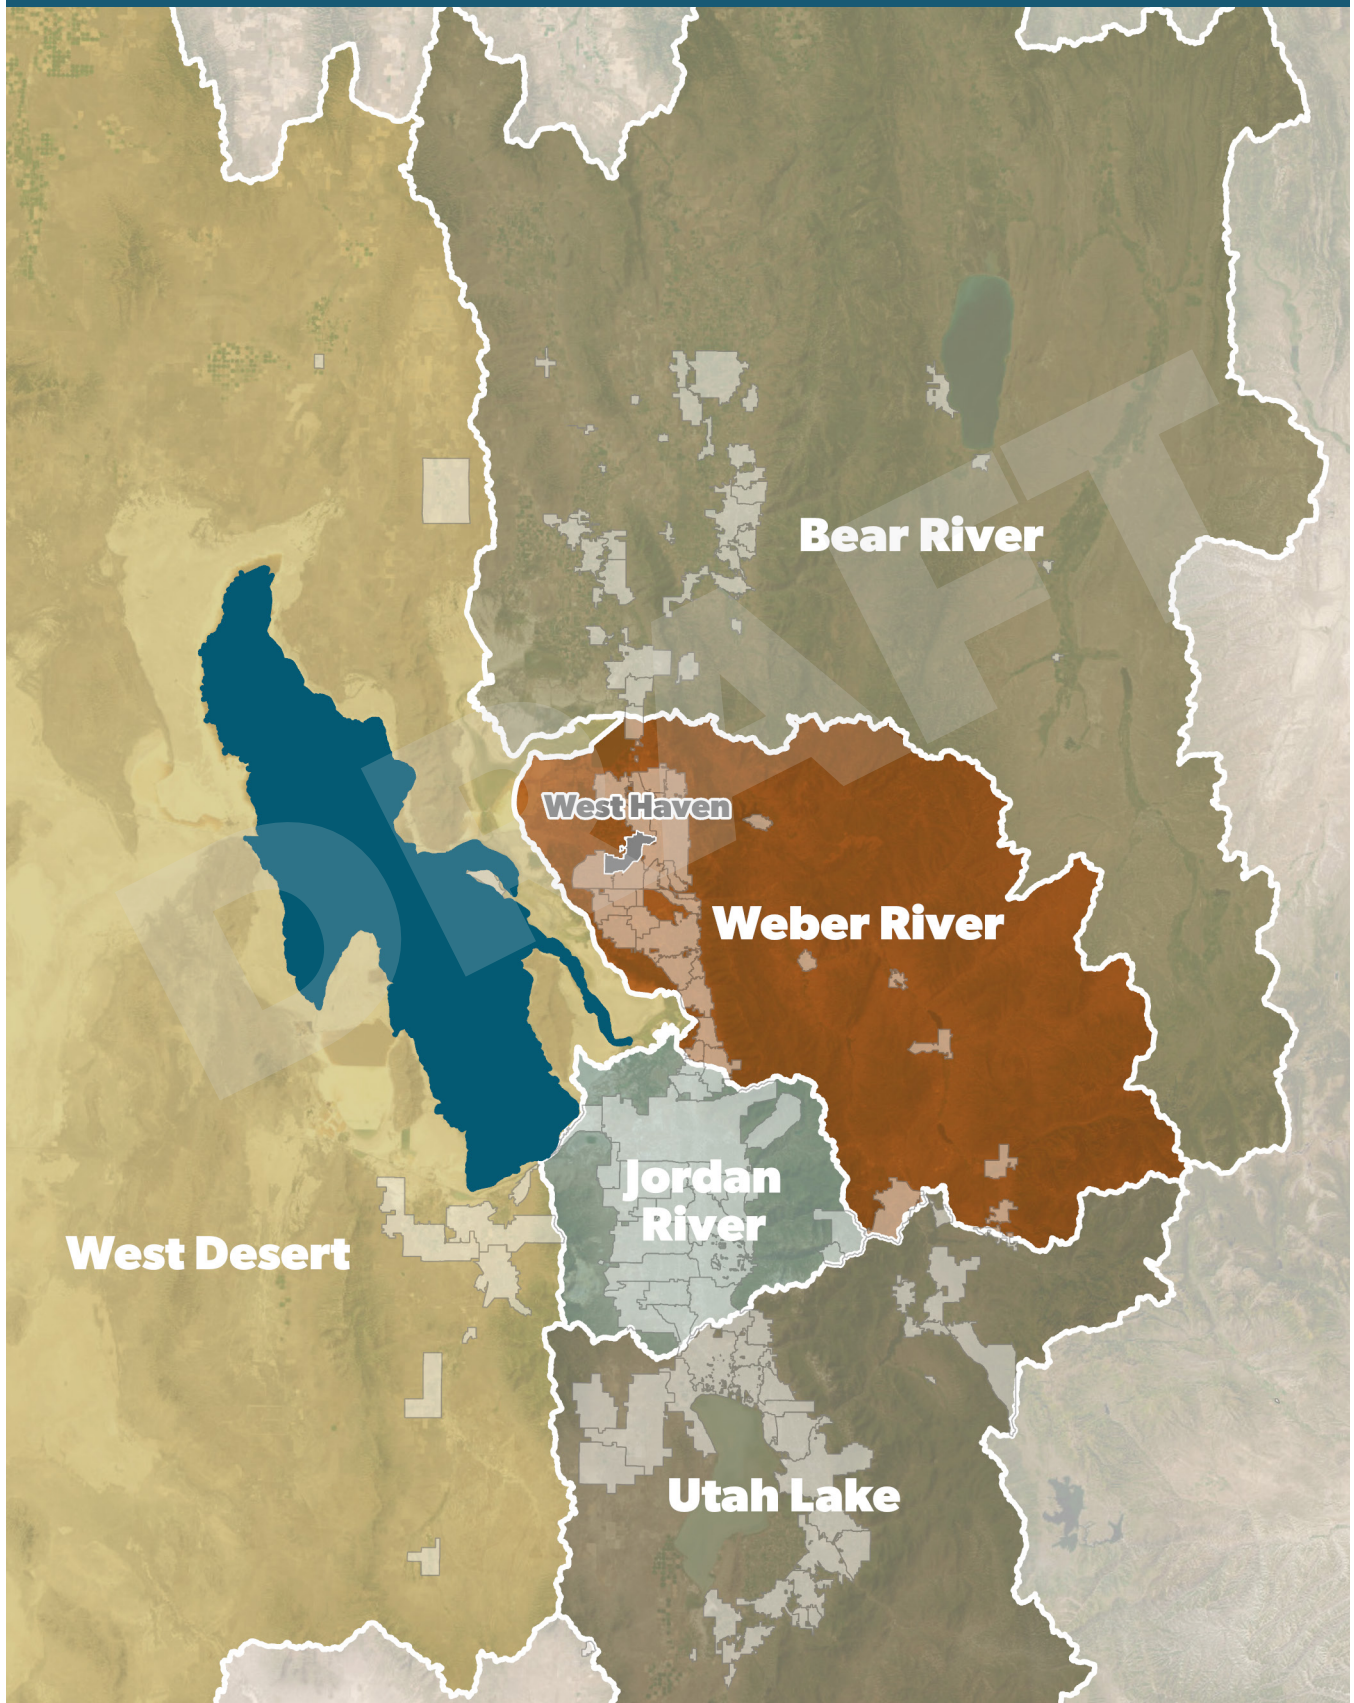 Bear River
West Haven
Weber River
Jordan
River
West Desert
Utah Lake
DRAFT